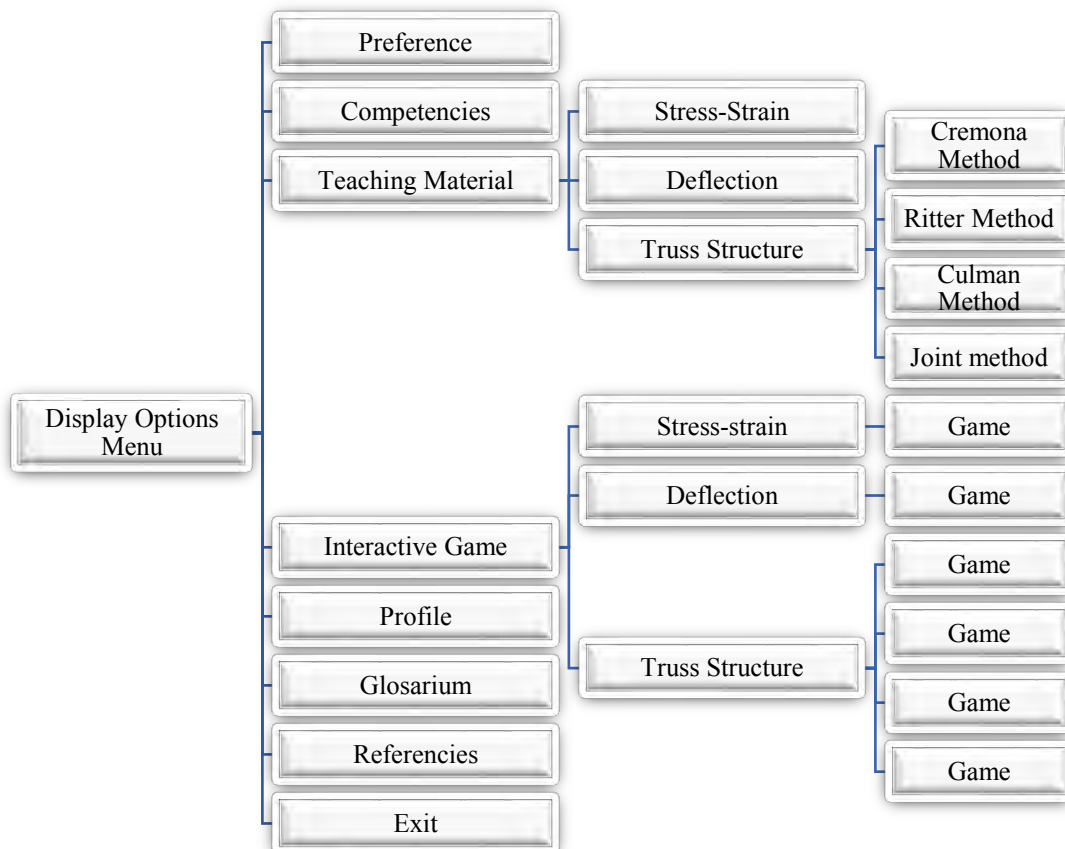 Preference
Competencies
Teaching Material
Stress-Strain
Deflection
Truss Structure
Cremona
Method
Ritter Method
Culman
Method
Joint method
Display Options
Menu
Interactive Game
Stress-strain
Game
Deflection
Game
Truss Structure
Game
Game
Game
Game
Profile
Glosarium
Referencies
Exit